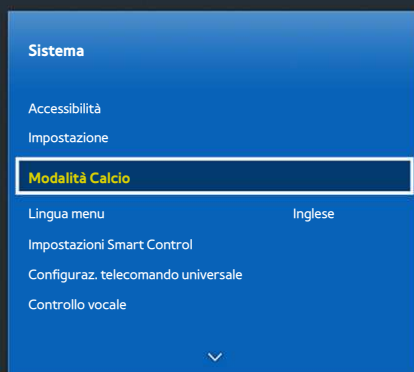 Sistema
Accessibilità
Impostazione
Modalità Calcio
Lingua menu Inglese
Impostazioni Smart Control
Configuraz. telecomando universale
Controllo vocale